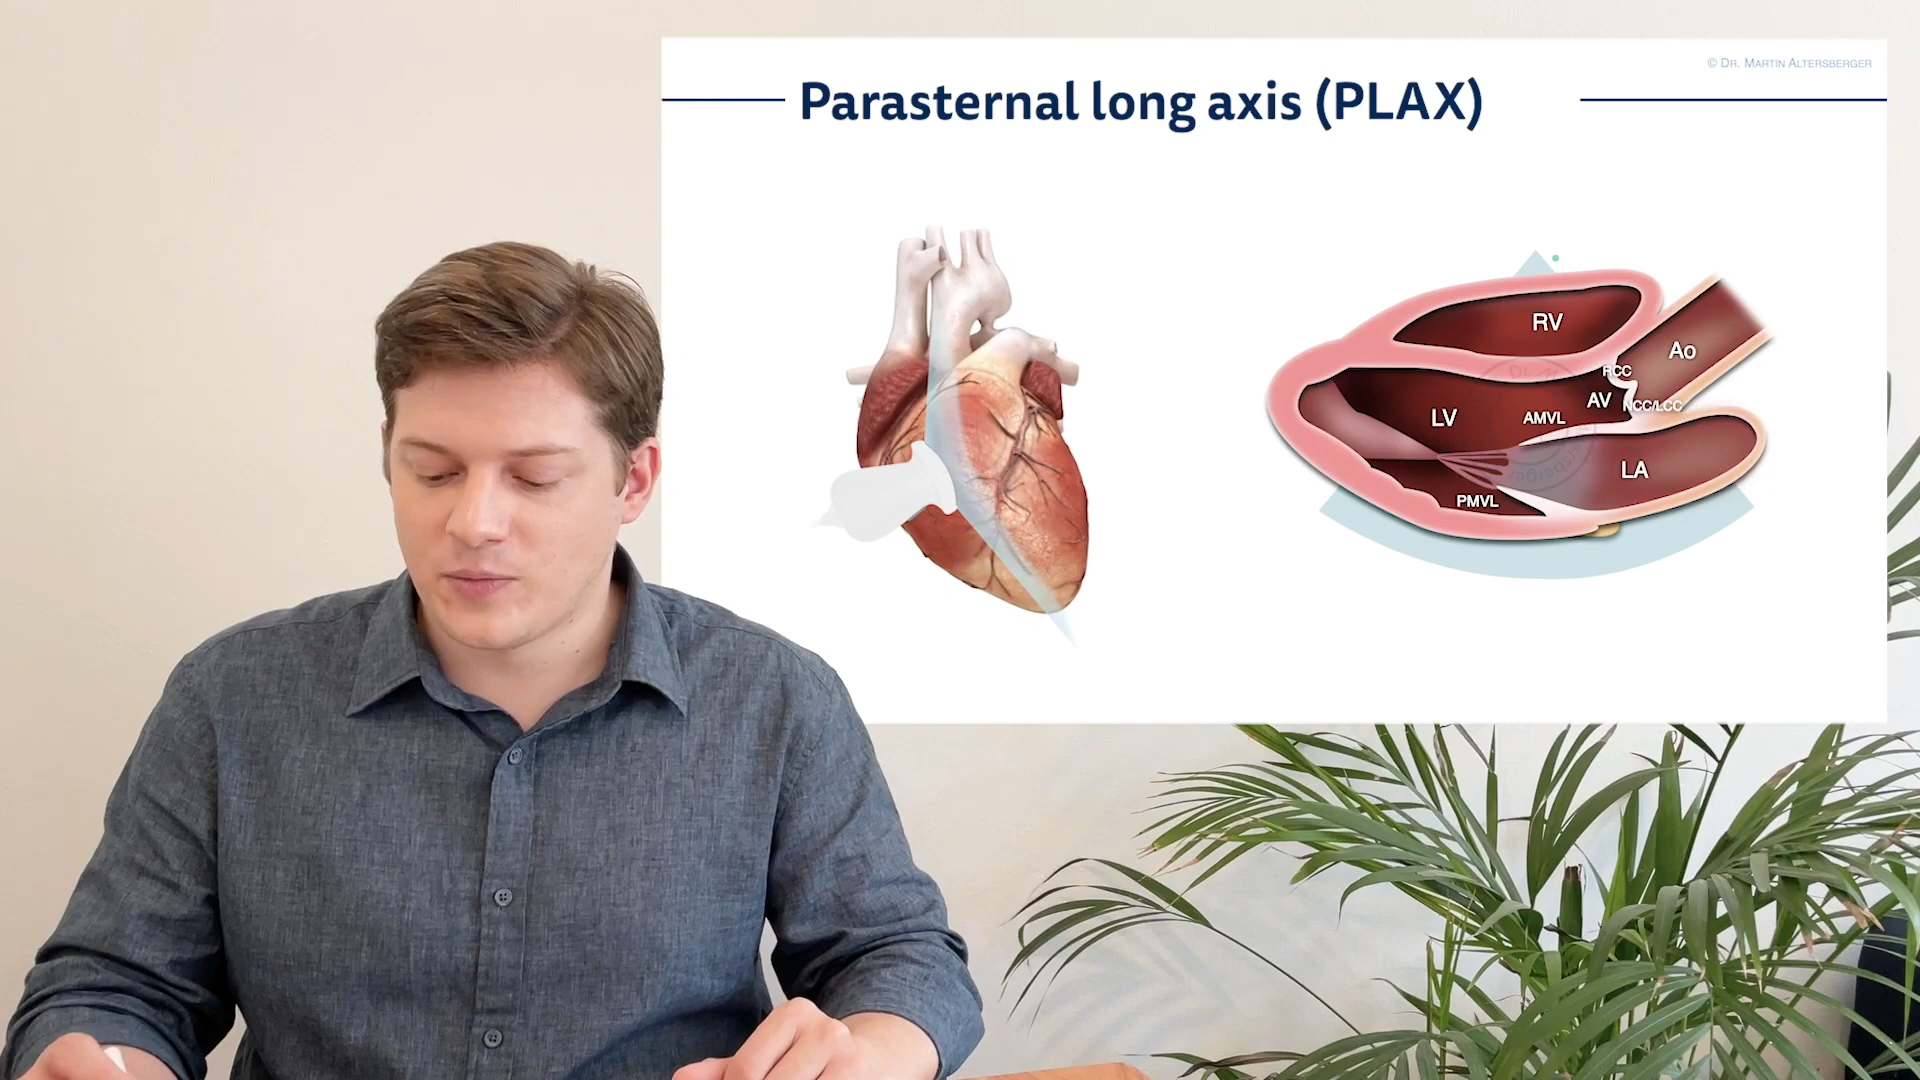 © DR. MARTIN ALTERSBERGER
Parasternal long axis (PLAX)
RV
Ao
RCC
AV
NCC/LCC
LV
AMVL
LA
PMVL